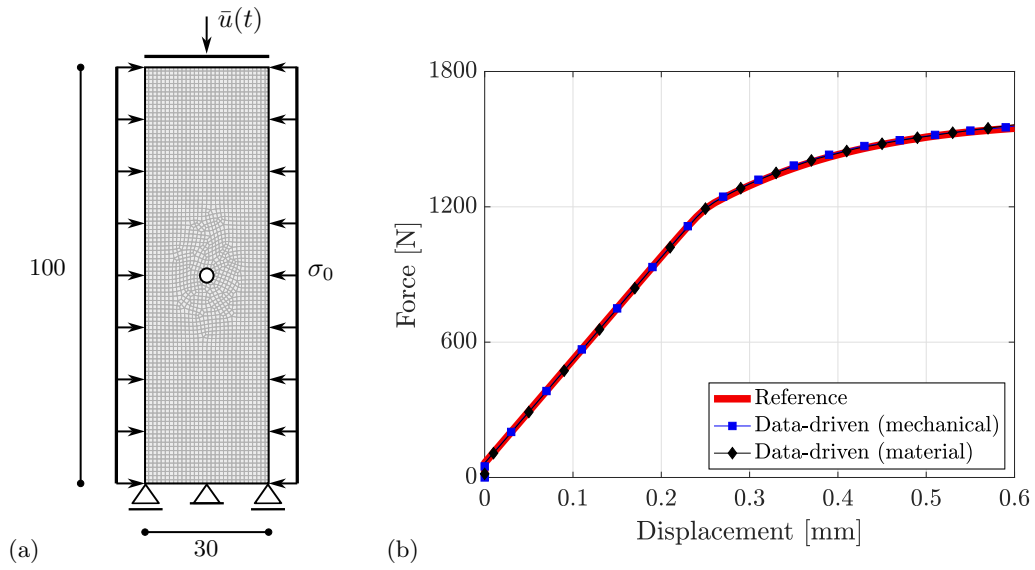 ū(t)
100
σ₀
30
(a)
1800
1200
600
0
Force [N]
0 0.1 0.2 0.3 0.4 0.5 0.6
Displacement [mm]
Reference
Data-driven (mechanical)
Data-driven (material)
(b)